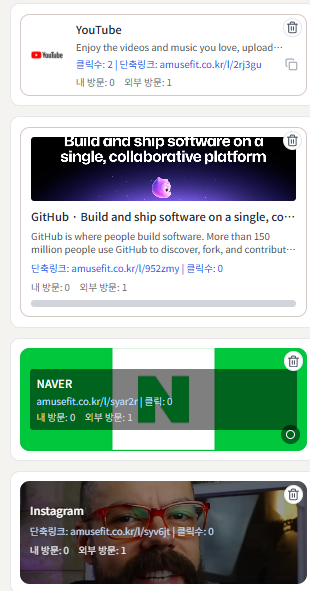 YouTube
YouTube
Enjoy the videos and music you love, upload…
클릭수: 2 | 단축링크: amusefit.co.kr/l/2rj3gu
내 방문: 0 외부 방문: 1
Build and ship software on a
single, collaborative platform
GitHub · Build and ship software on a single, co…
GitHub is where people build software. More than 150
million people use GitHub to discover, fork, and contribut…
단축링크: amusefit.co.kr/l/952zmy | 클릭수: 0
내 방문: 0 외부 방문: 1
N
NAVER
amusefit.co.kr/l/syar2r | 클릭: 0
내 방문: 0 외부 방문: 1
Instagram
단축링크: amusefit.co.kr/l/syv6jt | 클릭수: 0
내 방문: 0 외부 방문: 1